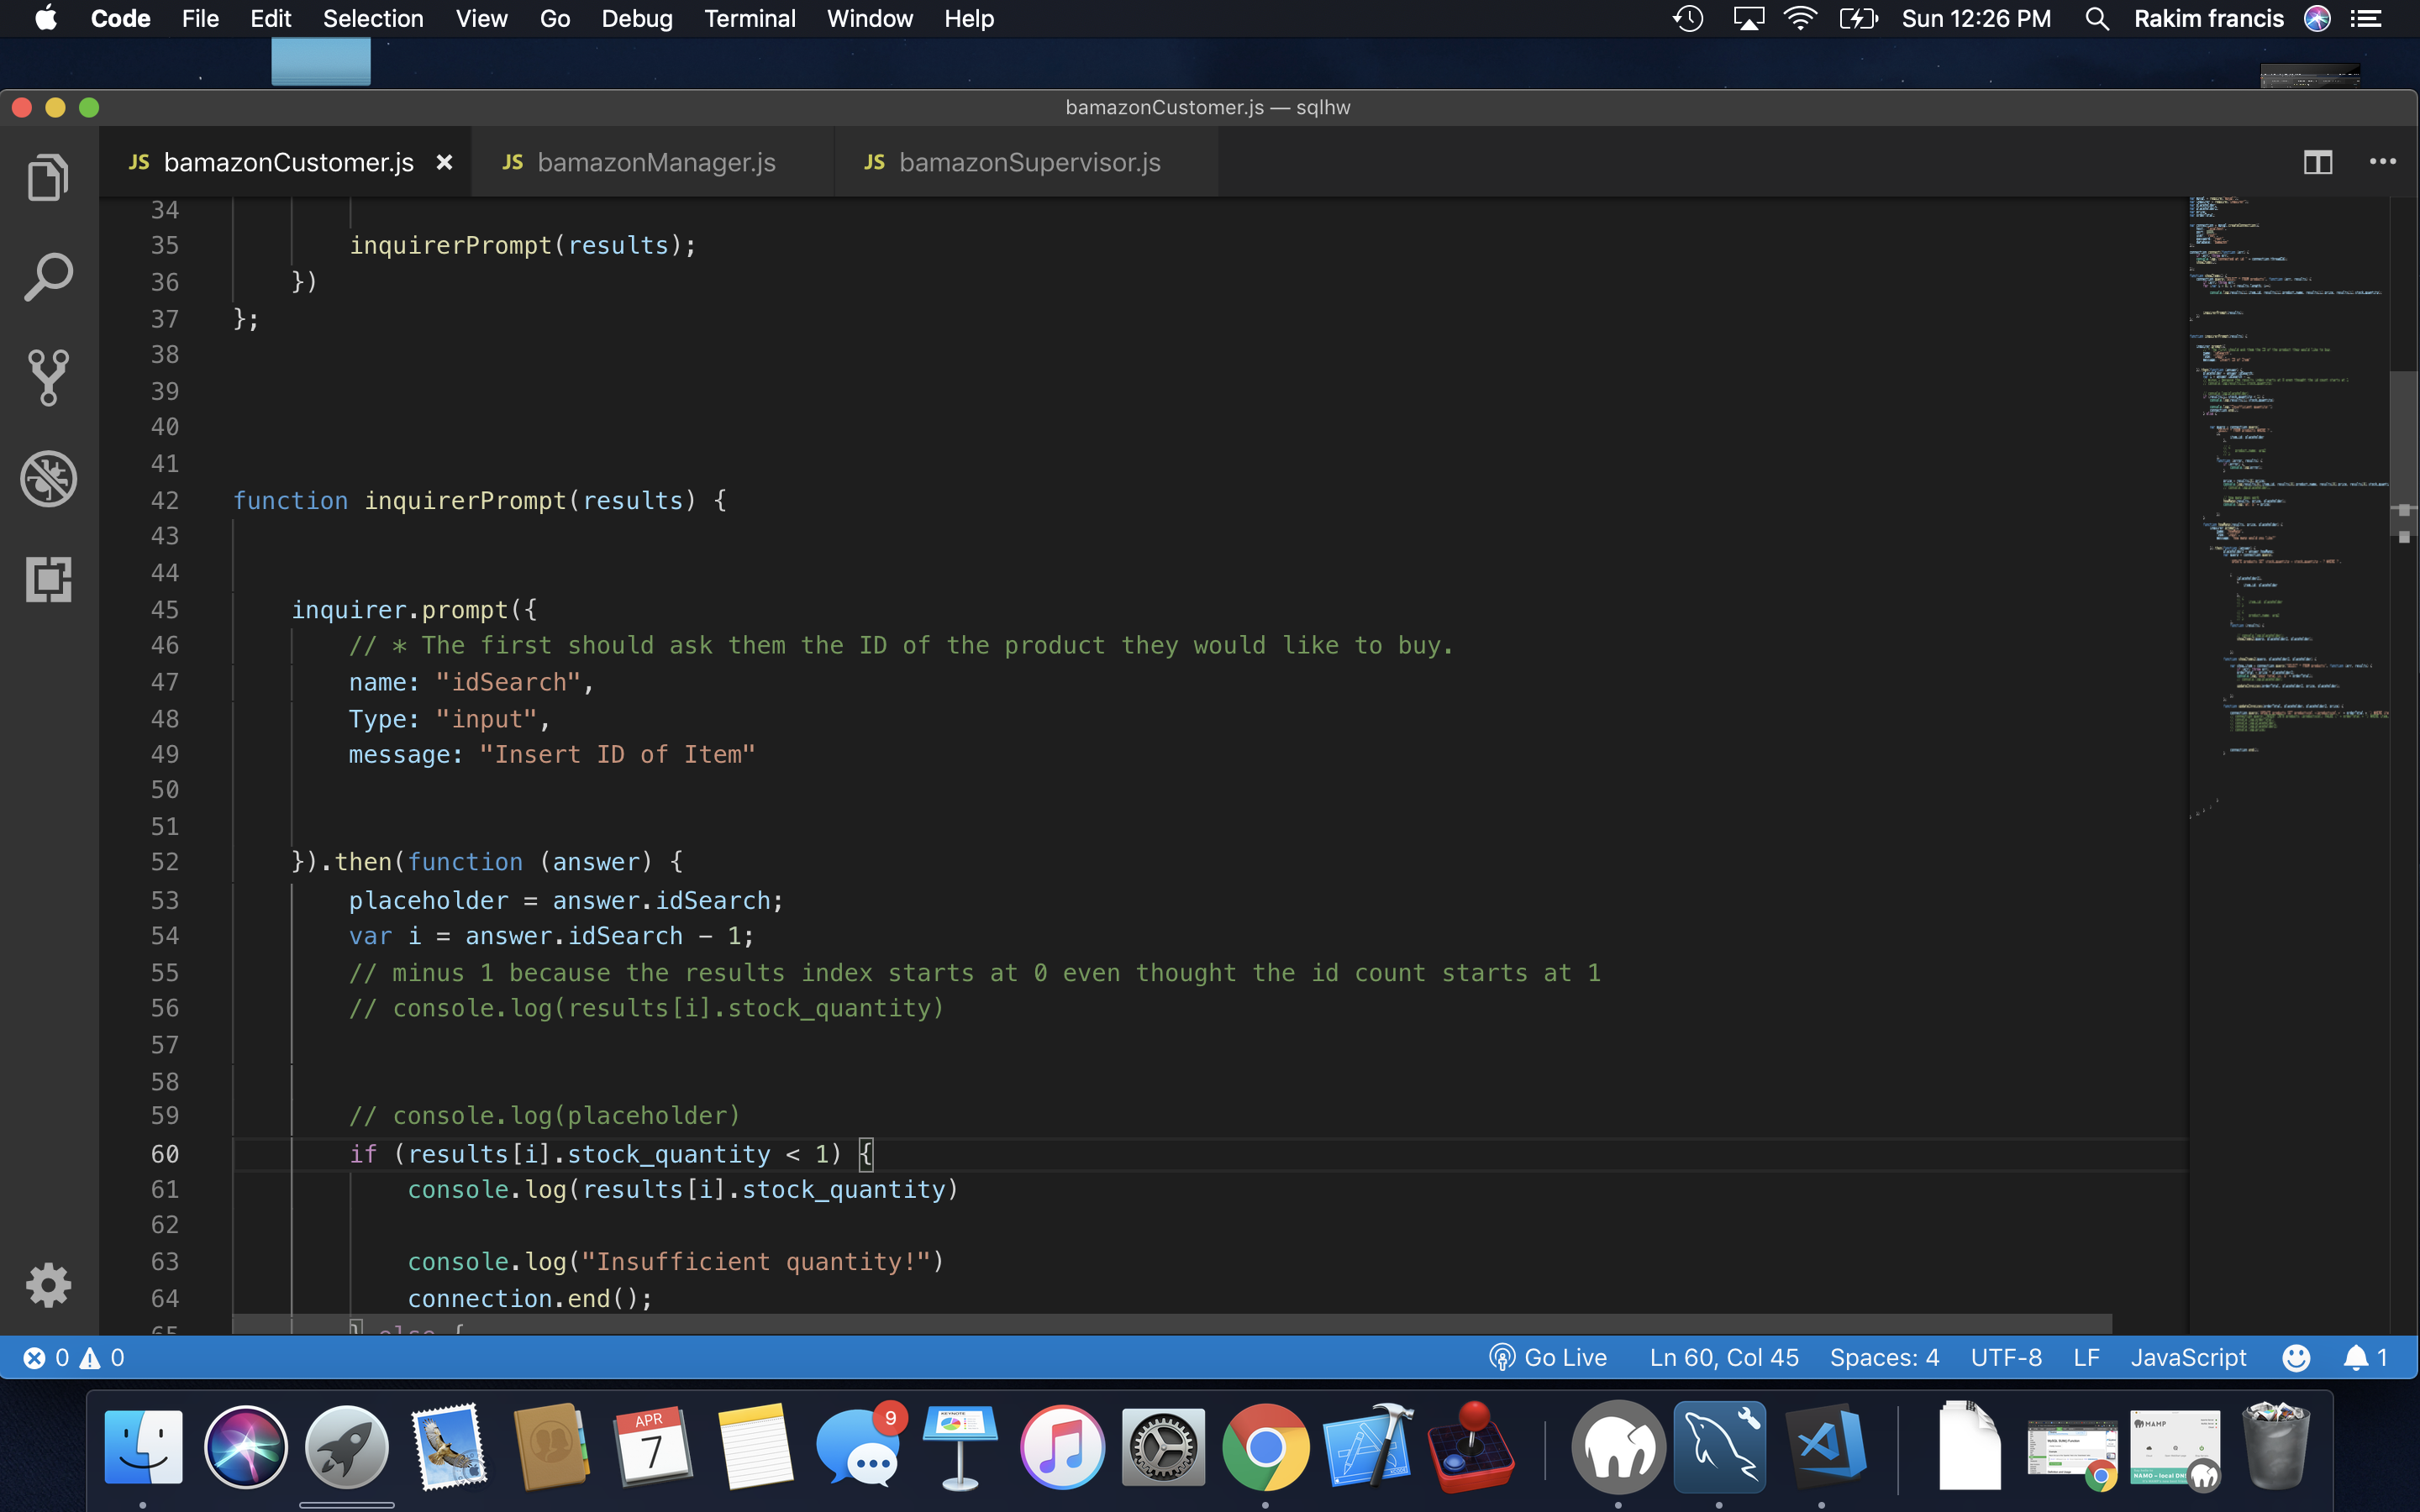 Code File Edit Selection View Go Debug Terminal Window Help Sun 12:26 PM Rakim francis
bamazonCustomer.js — sqlhw
JS bamazonCustomer.js × JS bamazonManager.js JS bamazonSupervisor.js
34
35 inquirerPrompt(results);
36 })
37 };
38
39
40
41
42 function inquirerPrompt(results) {
43
44
45 inquirer.prompt({
46 // * The first should ask them the ID of the product they would like to buy.
47 name: "idSearch",
48 Type: "input",
49 message: "Insert ID of Item"
50
51
52 }).then(function (answer) {
53 placeholder = answer.idSearch;
54 var i = answer.idSearch - 1;
55 // minus 1 because the results index starts at 0 even thought the id count starts at 1
56 // console.log(results[i].stock_quantity)
57
58
59 // console.log(placeholder)
60 if (results[i].stock_quantity < 1) {
61 console.log(results[i].stock_quantity)
62
63 console.log("Insufficient quantity!")
64 connection.end();
65 } else {
0 0 Go Live Ln 60, Col 45 Spaces: 4 UTF-8 LF JavaScript 1
APR
7
9
KEYNOTE
MAMP